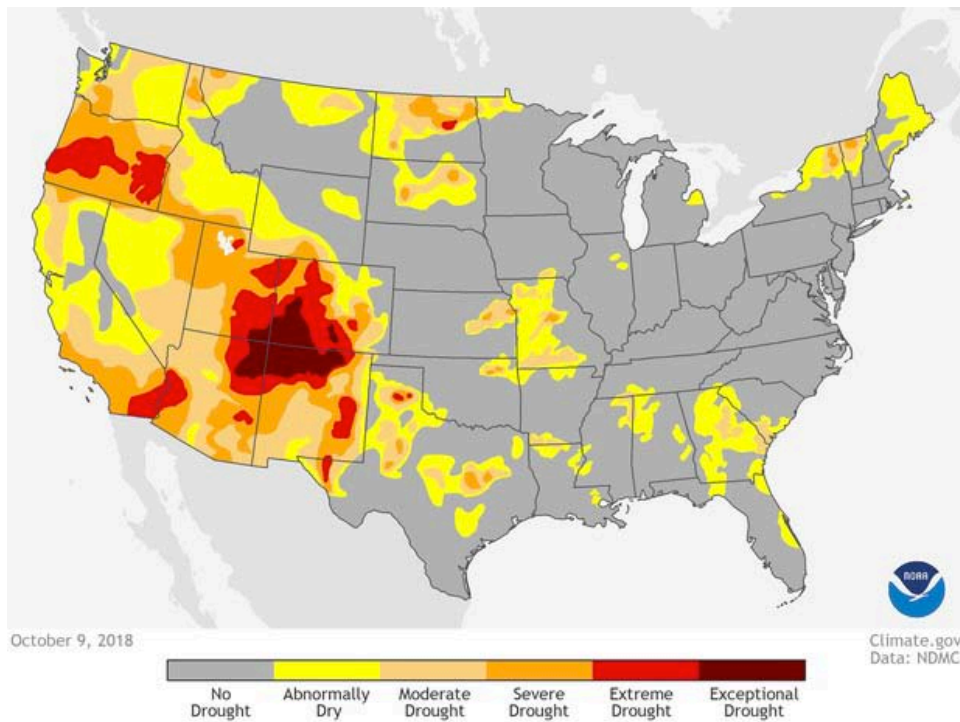 NOAA
October 9, 2018
Climate.gov
Data: NDMC
No
Drought
Abnormally
Dry
Moderate
Drought
Severe
Drought
Extreme
Drought
Exceptional
Drought